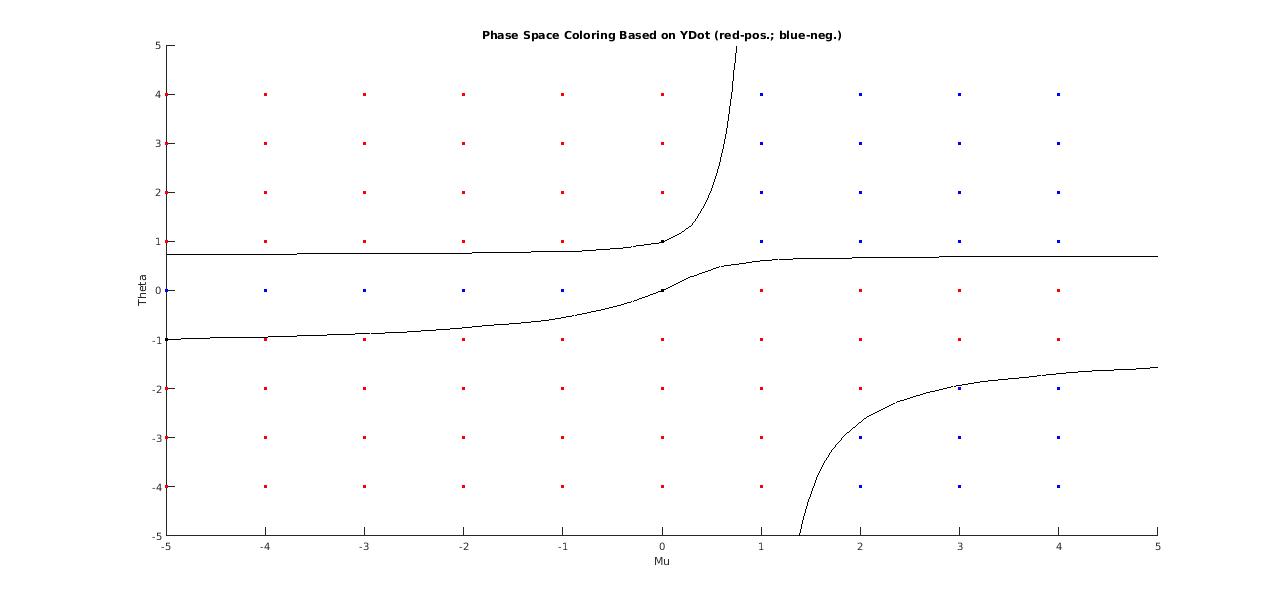 Phase Space Coloring Based on YDot (red-pos.; blue-neg.)
5
4
3
2
1
0
-1
-2
-3
-4
-5
Theta
-5 -4 -3 -2 -1 0 1 2 3 4 5
Mu